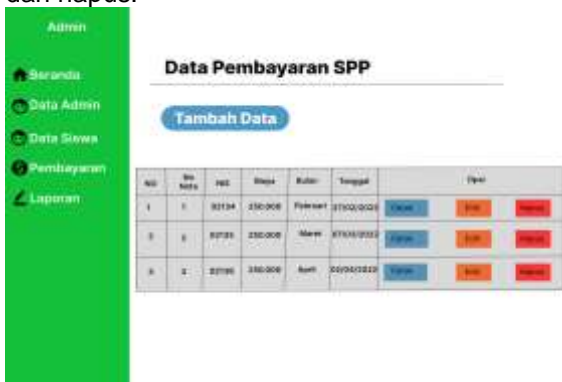 dan hapus.
Admin
Beranda
Data Admin
Data Siswa
Pembayaran
Laporan
Data Pembayaran SPP
Tambah Data
NO No Nota NIS Biaya Bulan Tanggal Opsi
1 1 250.000 Februari Edit Hapus
2 250.000 Maret Edit Hapus
250.000 April Edit Hapus